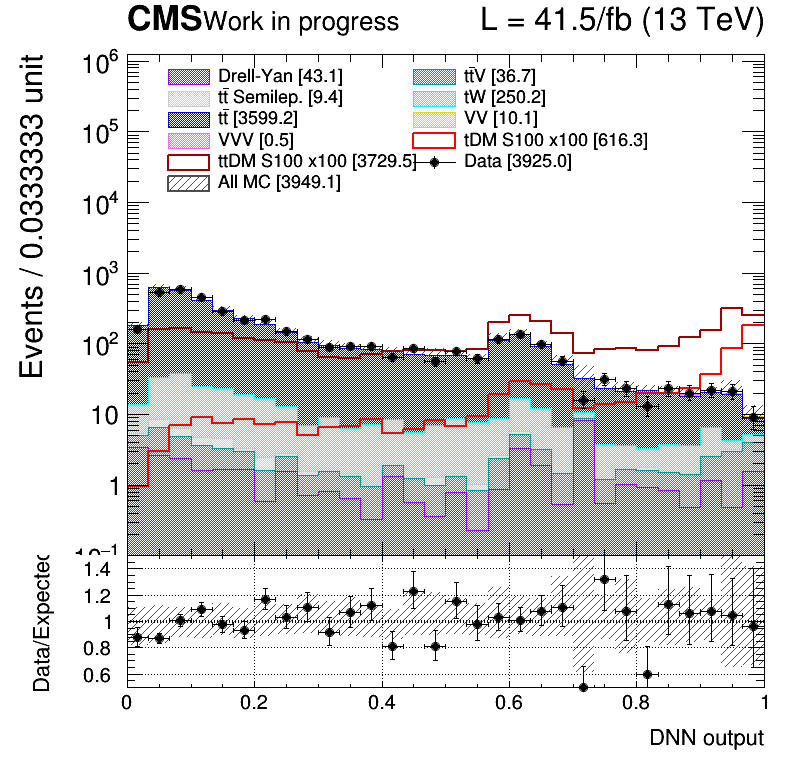 CMS Work in progress L = 41.5/fb (13 TeV)
Events / 0.0333333 unit
10⁶
10⁵
10⁴
10³
10²
10
1
10⁻¹
Drell-Yan [43.1]
tt̄V [36.7]
tt̄ Semilep. [9.4]
tW [250.2]
tt̄ [3599.2]
VV [10.1]
VVV [0.5]
tDM S100 x100 [616.3]
ttDM S100 x100 [3729.5]
Data [3925.0]
All MC [3949.1]
Data/Expected
1.4
1.2
1
0.8
0.6
0 0.2 0.4 0.6 0.8 1
DNN output